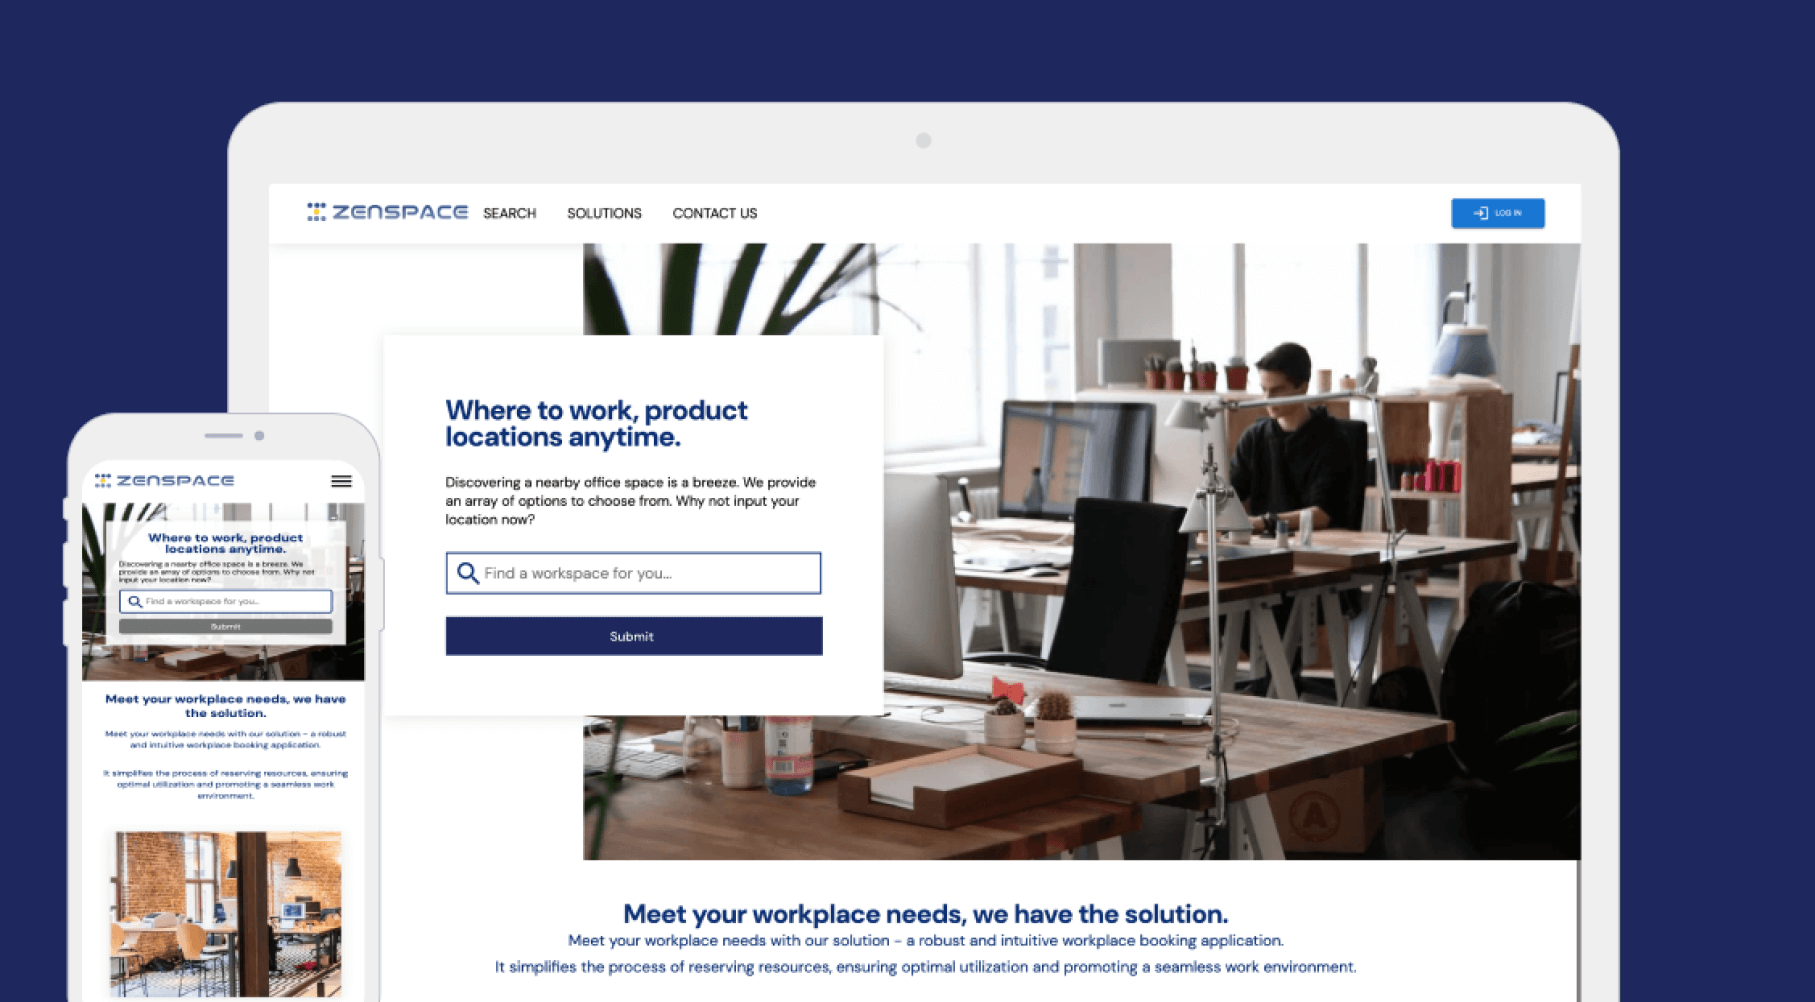 ZENSPACE SEARCH SOLUTIONS CONTACT US LOG IN
Where to work, product
locations anytime.
Discovering a nearby office space is a breeze. We provide
an array of options to choose from. Why not input your
location now?
Find a workspace for you...
Submit
Meet your workplace needs, we have the solution.
Meet your workplace needs with our solution - a robust and intuitive workplace booking application.
It simplifies the process of reserving resources, ensuring optimal utilization and promoting a seamless work environment.
ZENSPACE
Where to work, product
locations anytime.
Discovering a nearby office space is a breeze. We
provide an array of options to choose from. Why not
input your location now?
Find a workspace for you...
Submit
Meet your workplace needs, we have
the solution.
Meet your workplace needs with our solution - a robust
and intuitive workplace booking application.
It simplifies the process of reserving resources, ensuring
optimal utilization and promoting a seamless work
environment.